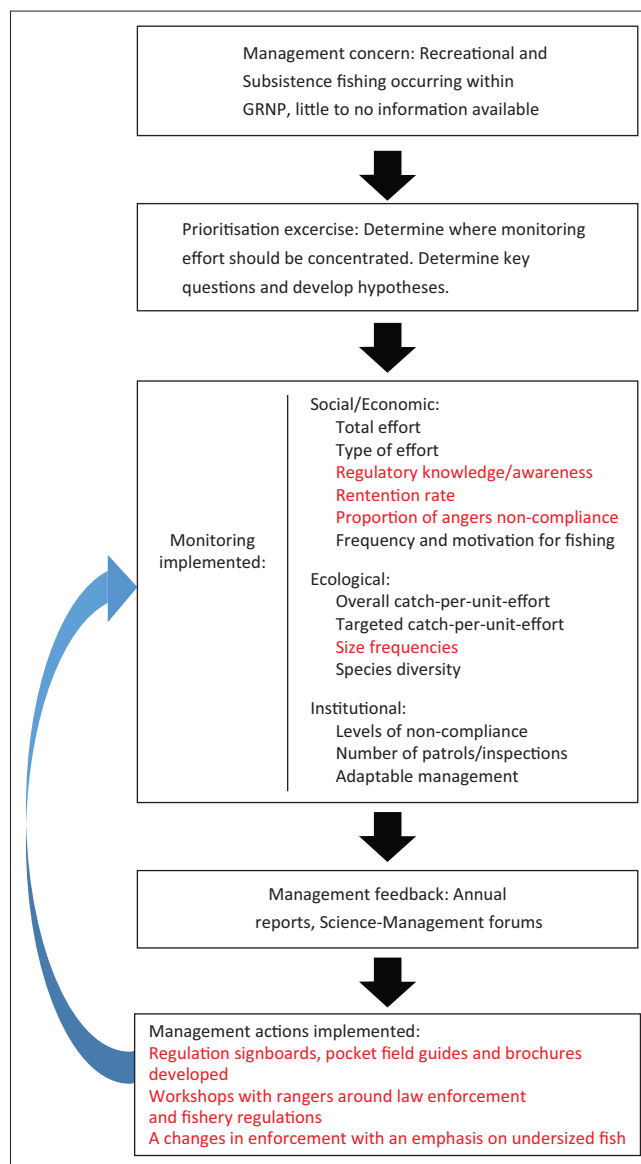 Management concern: Recreational and
Subsistence fishing occurring within
GRNP, little to no information available
Prioritisation excercise: Determine where monitoring
effort should be concentrated. Determine key
questions and develop hypotheses.
Monitoring
implemented:
Social/Economic:
Total effort
Type of effort
Regulatory knowledge/awareness
Rentention rate
Proportion of angers non-compliance
Frequency and motivation for fishing
Ecological:
Overall catch-per-unit-effort
Targeted catch-per-unit-effort
Size frequencies
Species diversity
Institutional:
Levels of non-compliance
Number of patrols/inspections
Adaptable management
Management feedback: Annual
reports, Science-Management forums
Management actions implemented:
Regulation signboards, pocket field guides and brochures
developed
Workshops with rangers around law enforcement
and fishery regulations
A changes in enforcement with an emphasis on undersized fish